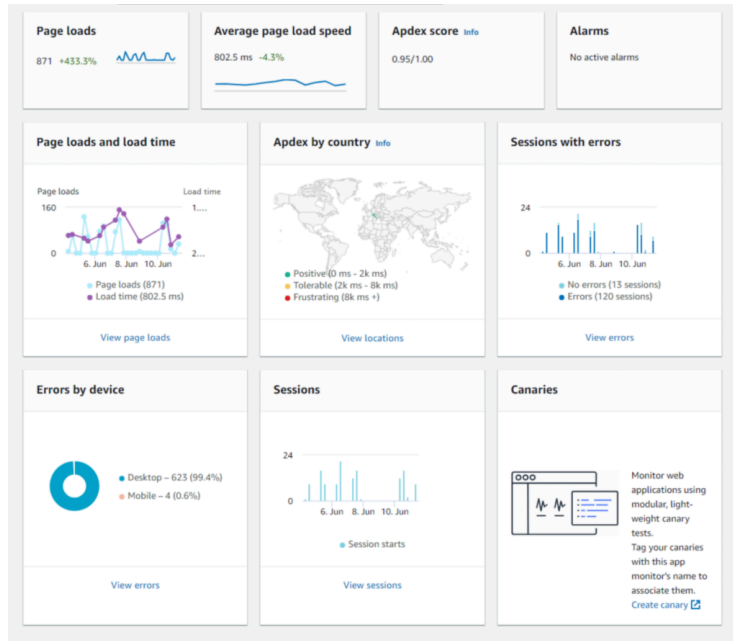 Page loads
871 +433.3%
Average page load speed
802.5 ms -4.3%
Apdex score Info
0.95/1.00
Alarms
No active alarms
Page loads and load time
Page loads
Load time
160
1....
0
2...
6. Jun 8. Jun 10. Jun
Page loads (871)
Load time (802.5 ms)
View page loads
Apdex by country Info
Positive (0 ms - 2k ms)
Tolerable (2k ms - 8k ms)
Frustrating (8k ms +)
View locations
Sessions with errors
24
0
6. Jun 8. Jun 10. Jun
No errors (13 sessions)
Errors (120 sessions)
View errors
Errors by device
Desktop – 623 (99.4%)
Mobile – 4 (0.6%)
View errors
Sessions
24
0
6. Jun 8. Jun 10. Jun
Session starts
View sessions
Canaries
Monitor web
applications using
modular, light-
weight canary
tests.
Tag your canaries
with this app
monitor's name to
associate them.
Create canary